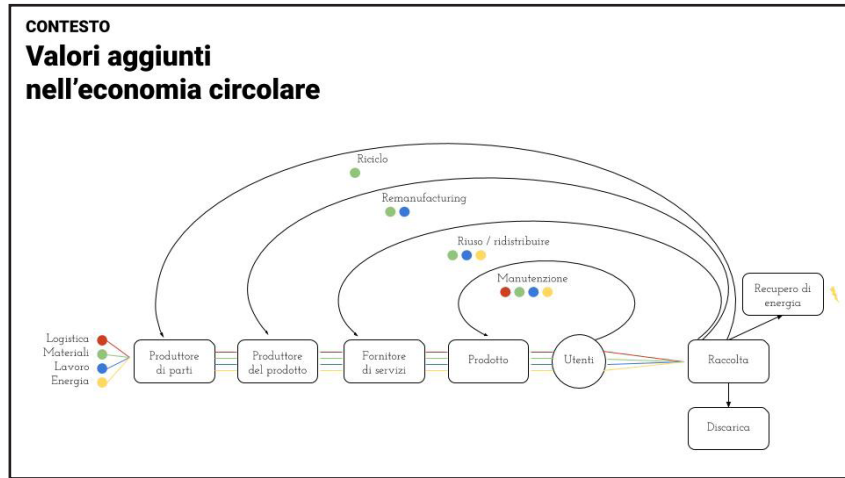 CONTESTO
Valori aggiunti
nell'economia circolare
Riciclo
Remanufacturing
Riuso / ridistribuire
Manutenzione
Recupero di
energia
Logistica
Materiali
Lavoro
Energia
Produttore
di parti
Produttore
del prodotto
Fornitore
di servizi
Prodotto
Utenti
Raccolta
Discarica